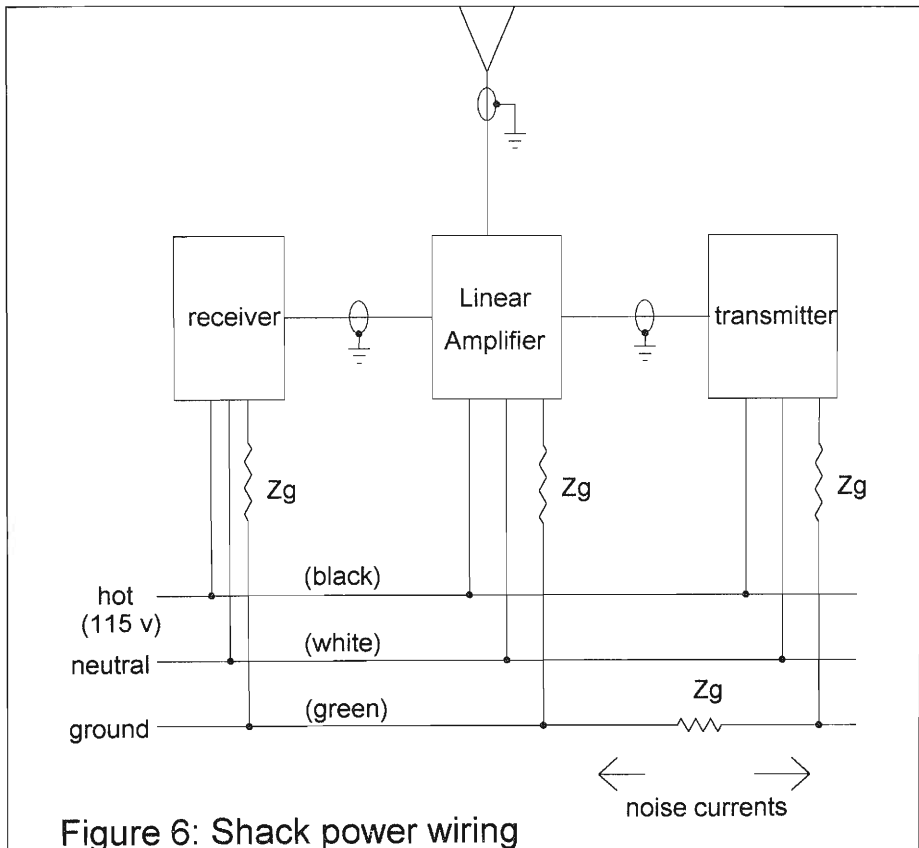 receiver
Linear
Amplifier
transmitter
Zg
Zg
Zg
hot
(115 v)
(black)
neutral
(white)
ground
(green)
Zg
noise currents
Figure 6: Shack power wiring